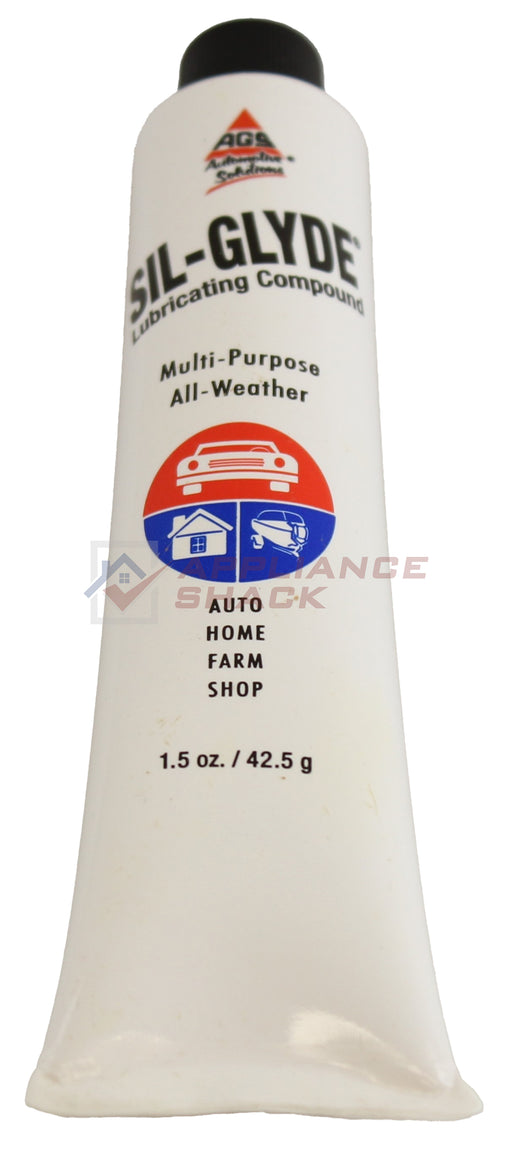 AGS
Automotive
Solutions
SIL-GLYDE®
Lubricating Compound
Multi-Purpose
All-Weather
APPLIANCE
SHACK
AUTO
HOME
FARM
SHOP
1.5 oz. / 42.5 g